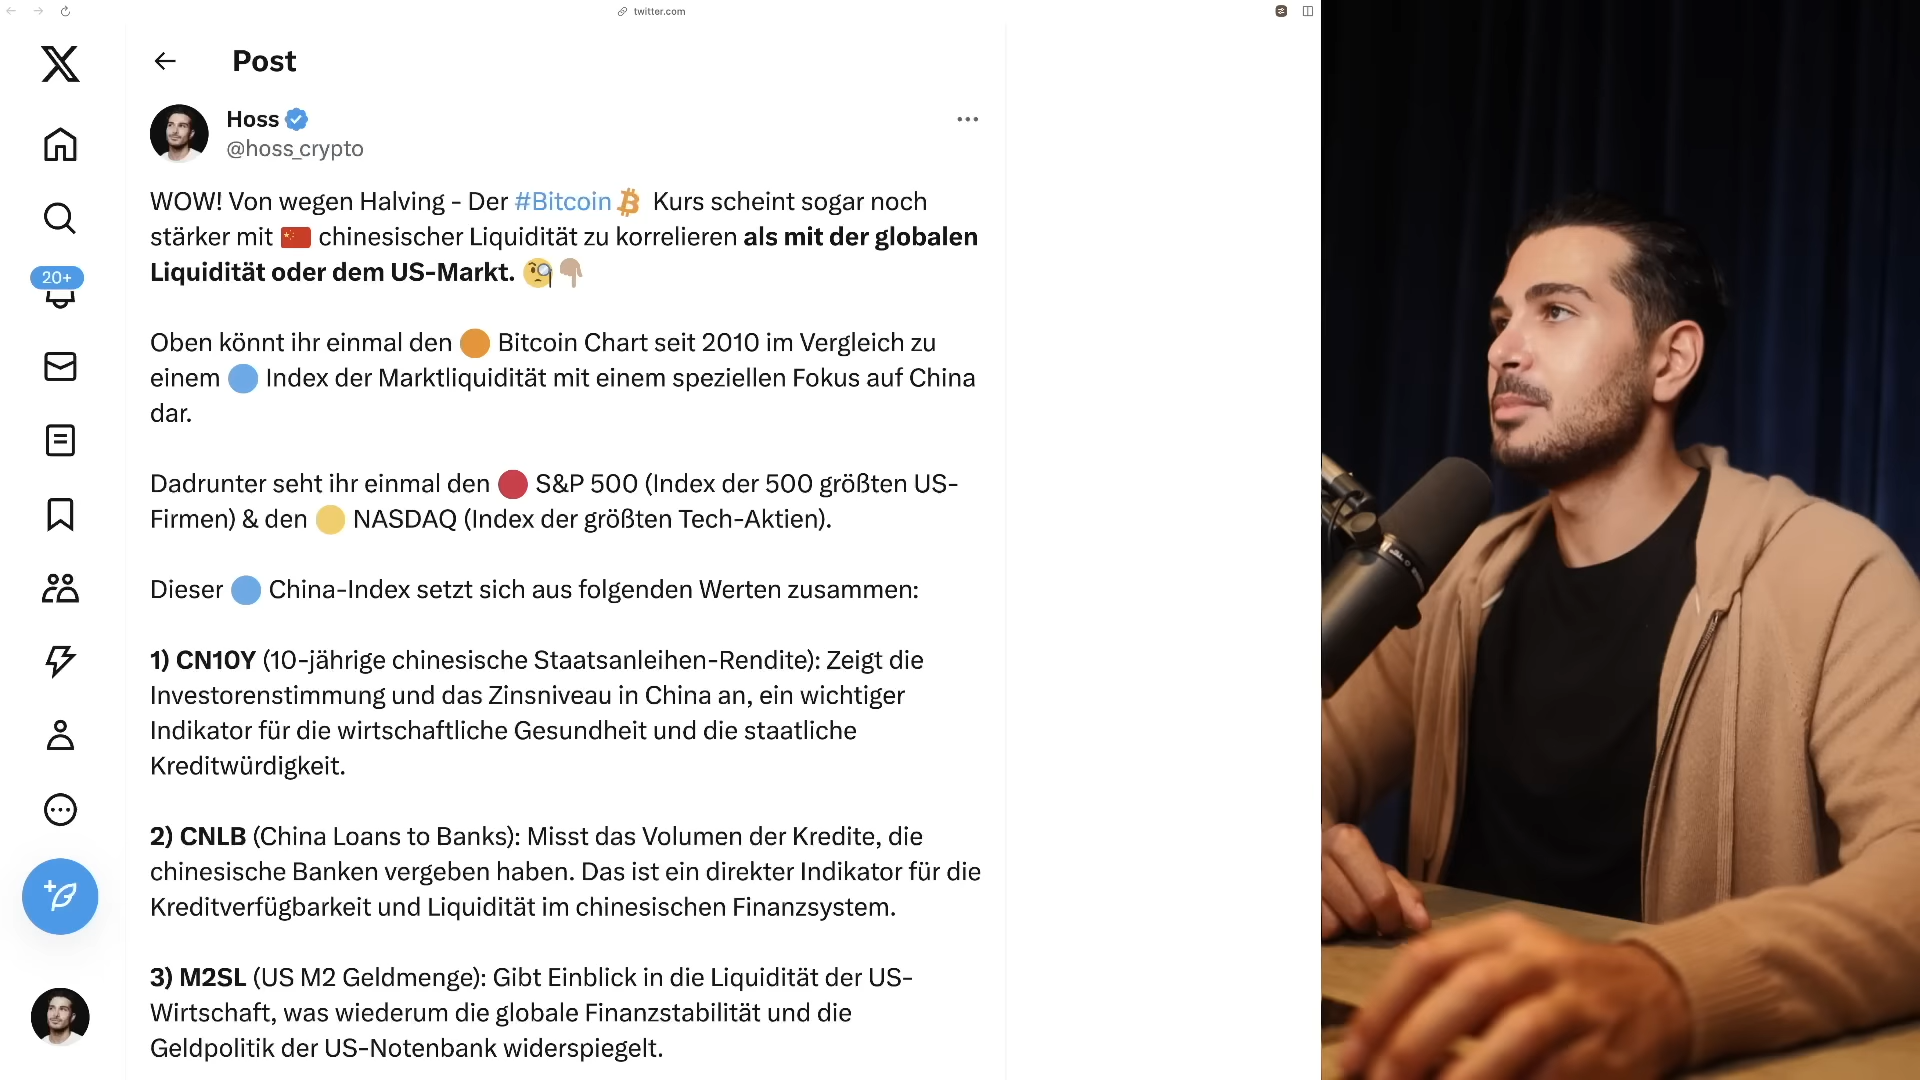 twitter.com
Post
Hoss
@hoss_crypto
WOW! Von wegen Halving - Der #Bitcoin Kurs scheint sogar noch
stärker mit 🇨🇳 chinesischer Liquidität zu korrelieren als mit der globalen
Liquidität oder dem US-Markt. 🧐👇🏼
Oben könnt ihr einmal den 🟠 Bitcoin Chart seit 2010 im Vergleich zu
einem 🔵 Index der Marktliquidität mit einem speziellen Fokus auf China
dar.
Dadrunter seht ihr einmal den 🔴 S&P 500 (Index der 500 größten US-
Firmen) & den 🟡 NASDAQ (Index der größten Tech-Aktien).
Dieser 🔵 China-Index setzt sich aus folgenden Werten zusammen:
1) CN10Y (10-jährige chinesische Staatsanleihen-Rendite): Zeigt die
Investorenstimmung und das Zinsniveau in China an, ein wichtiger
Indikator für die wirtschaftliche Gesundheit und die staatliche
Kreditwürdigkeit.
2) CNLB (China Loans to Banks): Misst das Volumen der Kredite, die
chinesische Banken vergeben haben. Das ist ein direkter Indikator für die
Kreditverfügbarkeit und Liquidität im chinesischen Finanzsystem.
3) M2SL (US M2 Geldmenge): Gibt Einblick in die Liquidität der US-
Wirtschaft, was wiederum die globale Finanzstabilität und die
Geldpolitik der US-Notenbank widerspiegelt.
20+